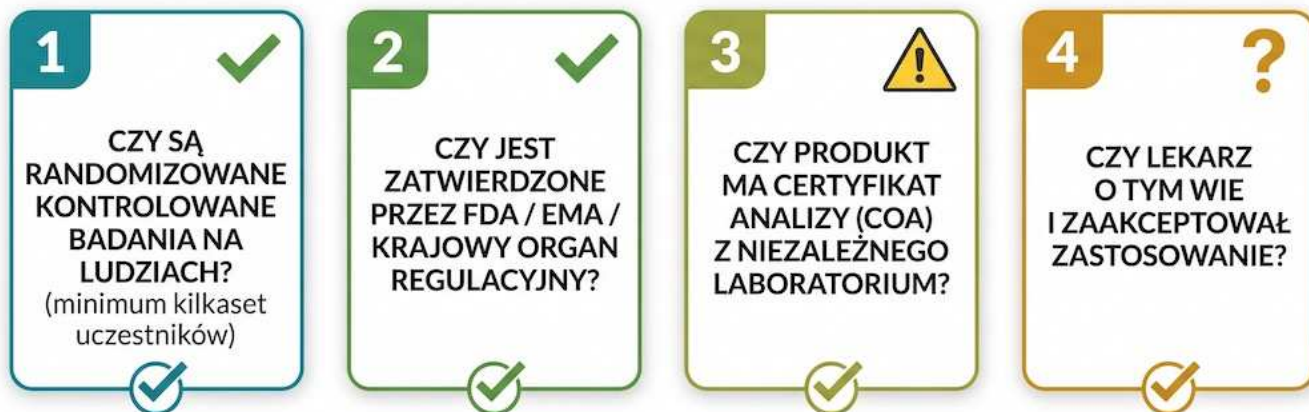 1
CZY SĄ
RANDOMIZOWANE
KONTROLOWANE
BADANIA NA
LUDZIACH?
(minimum kilkaset
uczestników)
2
CZY JEST
ZATWIERDZONE
PRZEZ FDA / EMA /
KRAJOWY ORGAN
REGULACYJNY?
3
CZY PRODUKT
MA CERTYFIKAT
ANALIZY (COA)
Z NIEZALEŻNEGO
LABORATORIUM?
4
?
CZY LEKARZ
O TYM WIE
I ZAAKCEPTOWAŁ
ZASTOSOWANIE?